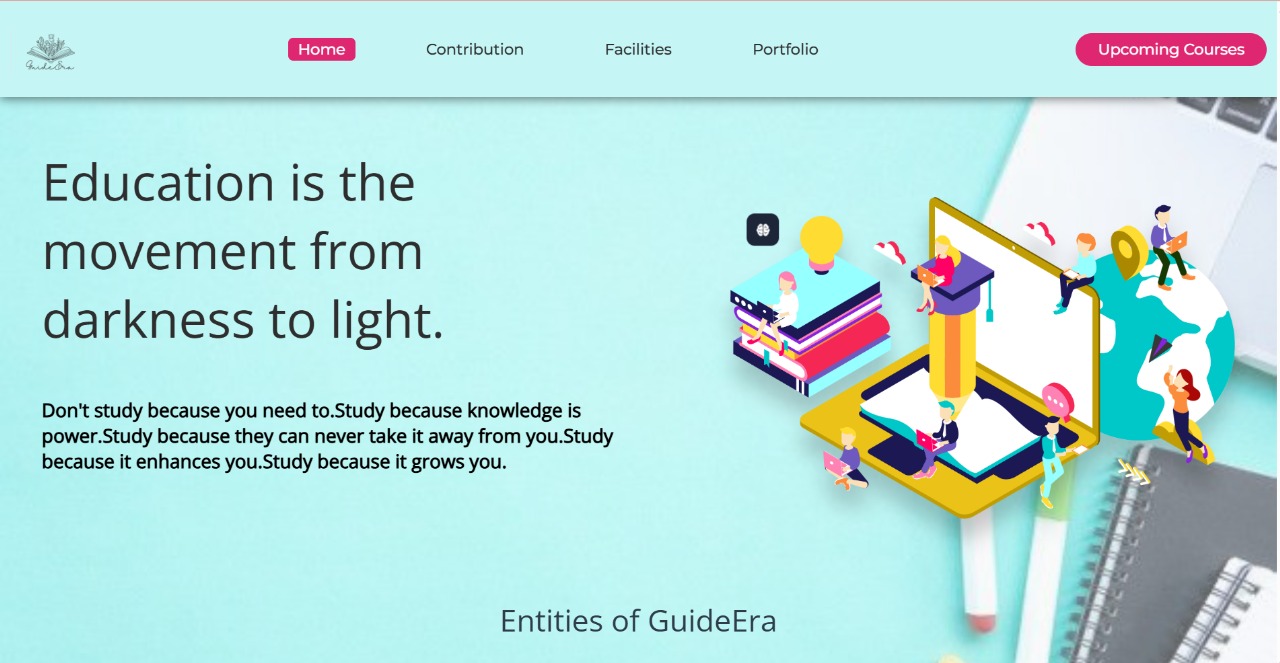 GuideEra
Home
Contribution
Facilities
Portfolio
Upcoming Courses
Education is the
movement from
darkness to light.
Don't study because you need to.Study because knowledge is
power.Study because they can never take it away from you.Study
because it enhances you.Study because it grows you.
Entities of GuideEra